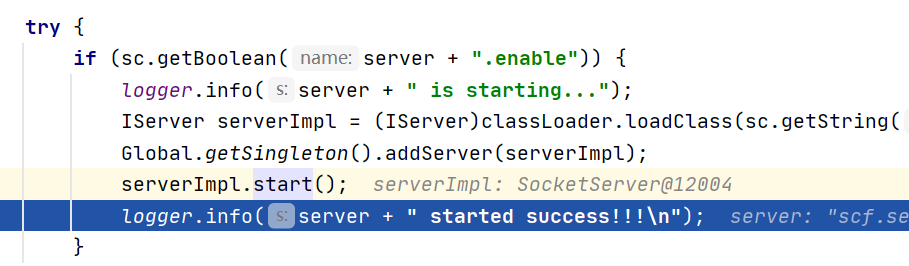 try {
if (sc.getBoolean( name: server + ".enable")) {
logger.info( s: server + " is starting...");
IServer serverImpl = (IServer)classLoader.loadClass(sc.getString(
Global.getSingleton().addServer(serverImpl);
serverImpl.start();  serverImpl: SocketServer@12004
logger.info( s: server + " started success!!!\n");  server: "scf.se
}